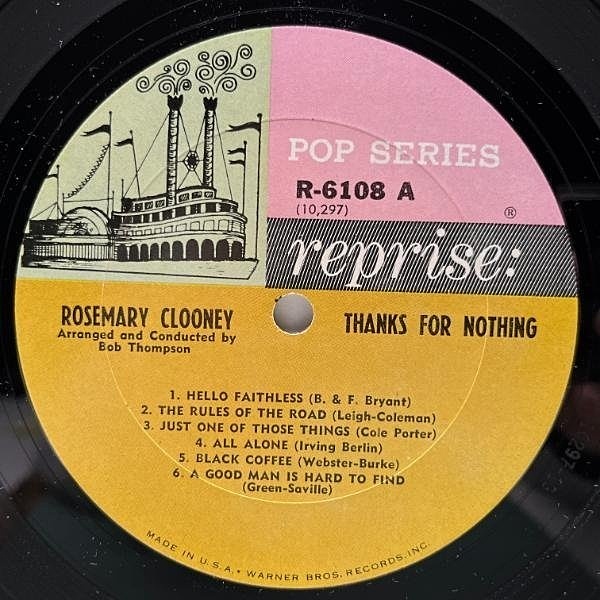 POP SERIES
R-6108 A
(10,297)
®
reprise:
ROSEMARY CLOONEY
Arranged and Conducted by
Bob Thompson
THANKS FOR NOTHING
1. HELLO FAITHLESS (B. & F. Bryant)
2. THE RULES OF THE ROAD (Leigh-Coleman)
3. JUST ONE OF THOSE THINGS (Cole Porter)
4. ALL ALONE (Irving Berlin)
5. BLACK COFFEE (Webster-Burke)
6. A GOOD MAN IS HARD TO FIND
(Green-Saville)
MADE IN U.S.A. • WARNER BROS. RECORDS, INC.